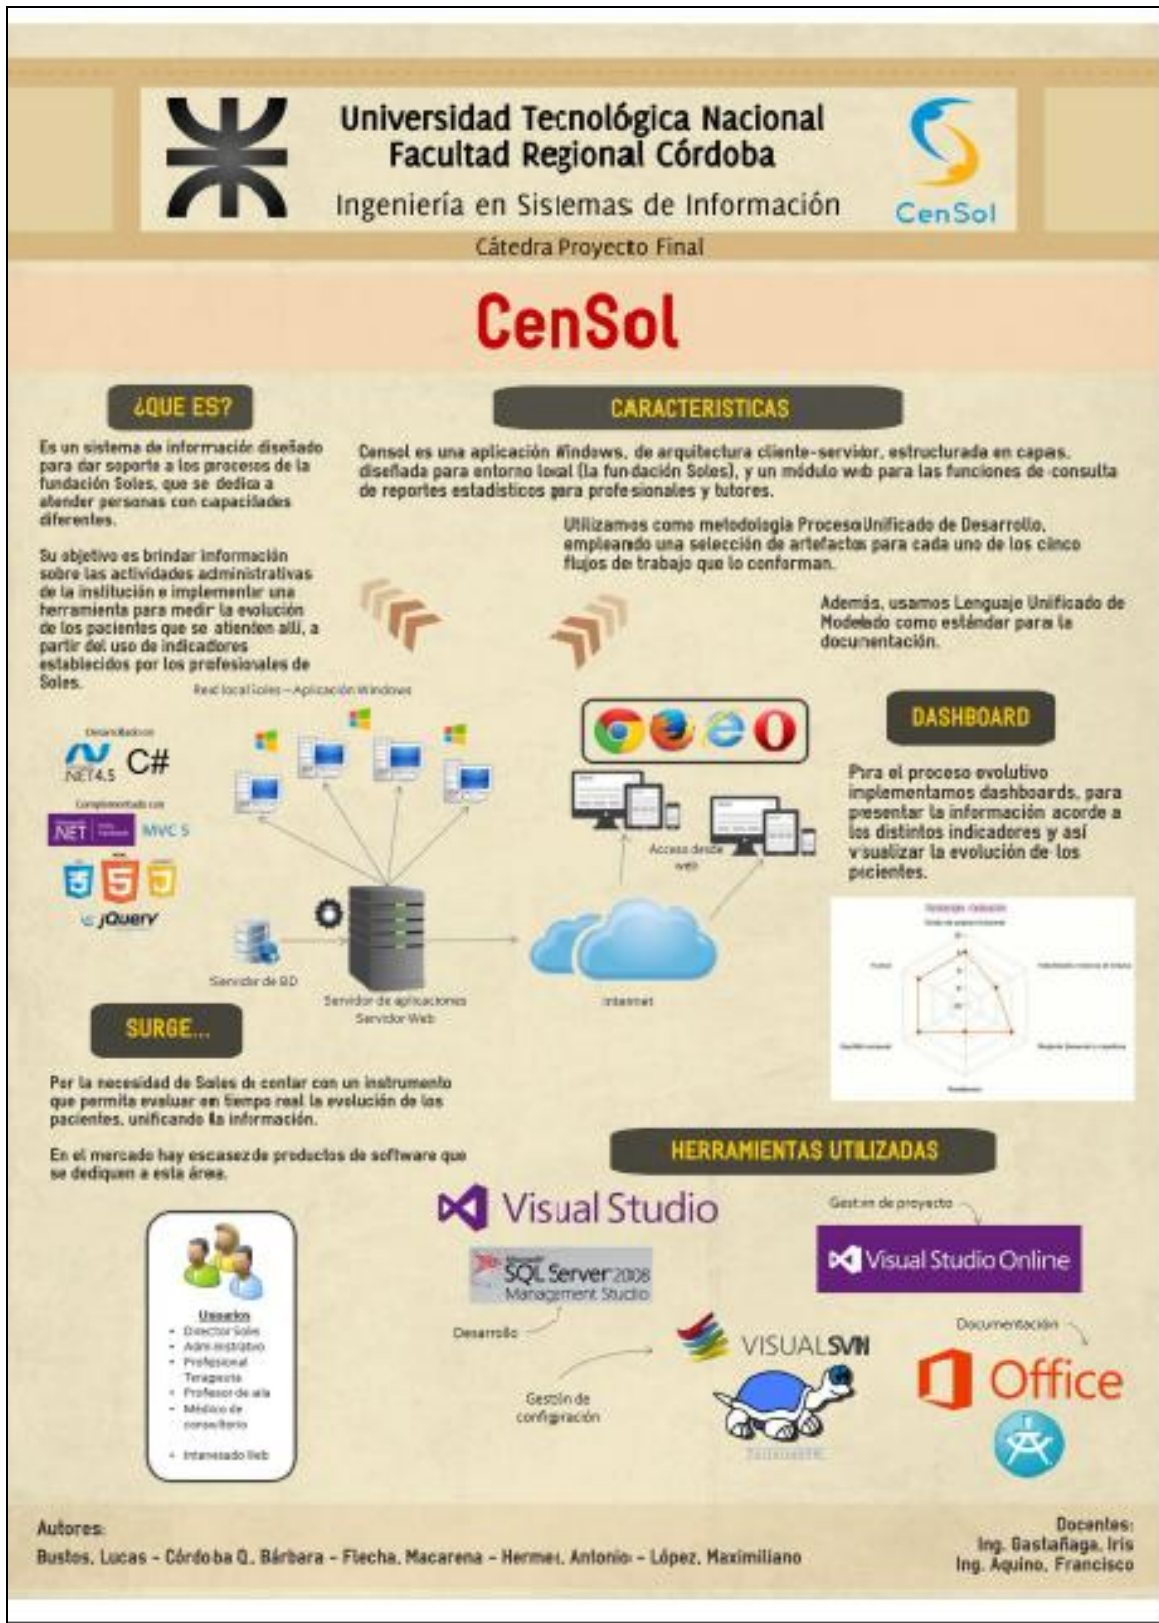 Universidad Tecnológica Nacional
Facultad Regional Córdoba
Ingeniería en Sistemas de Información
CenSol
Cátedra Proyecto Final
CenSol
¿QUE ES?
Es un sistema de información diseñado
para dar soporte a los procesos de la
fundación Soles, que se dedica a
atender personas con capacidades
diferentes.
Su objetivo es brindar información
sobre las actividades administrativas
de la institución e implementar una
herramienta para medir la evolución
de los pacientes que se atienden allí, a
partir del uso de indicadores
establecidos por los profesionales de
Soles.
CARACTERISTICAS
Censol es una aplicación Windows, de arquitectura cliente-servidor, estructurada en capas,
diseñada para entorno local (la fundación Soles), y un módulo web para las funciones de consulta
de reportes estadísticos para profesionales y tutores.
Utilizamos como metodología Proceso Unificado de Desarrollo,
empleando una selección de artefactos para cada uno de los cinco
flujos de trabajo que lo conforman.
Además, usamos Lenguaje Unificado de
Modelado como estándar para la
documentación.
Red local Soles - Aplicación Windows
Desarrollado en
.NET 4.5 C#
Complementado con
.NET MVC 5
HTML
3 5
jQuery
Servidor de BD
Servidor de aplicaciones
Servidor Web
Acceso desde
web
Internet
DASHBOARD
Para el proceso evolutivo
implementamos dashboards, para
presentar la información acorde a
los distintos indicadores y así
visualizar la evolución de los
pacientes.
SURGE...
Por la necesidad de Soles de contar con un instrumento
que permita evaluar en tiempo real la evolución de los
pacientes, unificando la información.
En el mercado hay escasez de productos de software que
se dediquen a esta área.
Usuarios
• Director Soles
• Administrativo
• Profesional
Terapeuta
• Profesor de aula
• Médico de
consultorio
• Interesado Web
HERRAMIENTAS UTILIZADAS
Visual Studio
Microsoft
SQL Server 2008
Management Studio
Desarrollo
Gestión de proyecto
Visual Studio Online
VISUALSVN
Gestión de
configuración
TortoiseSVN
Documentación
Office
Autores:
Bustos, Lucas - Córdoba Q., Bárbara - Flecha, Macarena - Hermes, Antonio - López, Maximiliano
Docentes:
Ing. Gastañaga, Iris
Ing. Aquino, Francisco